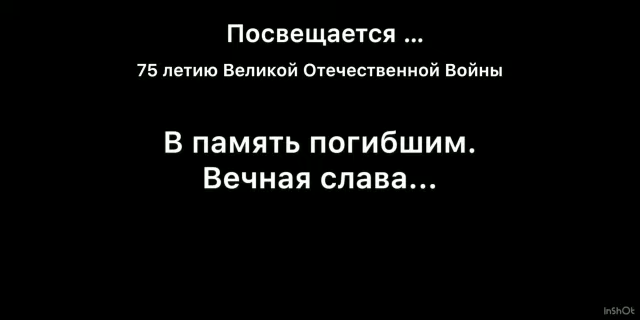 Посвещается ...
75 летию Великой Отечественной Войны
В память погибшим.
Вечная слава...
InShOt